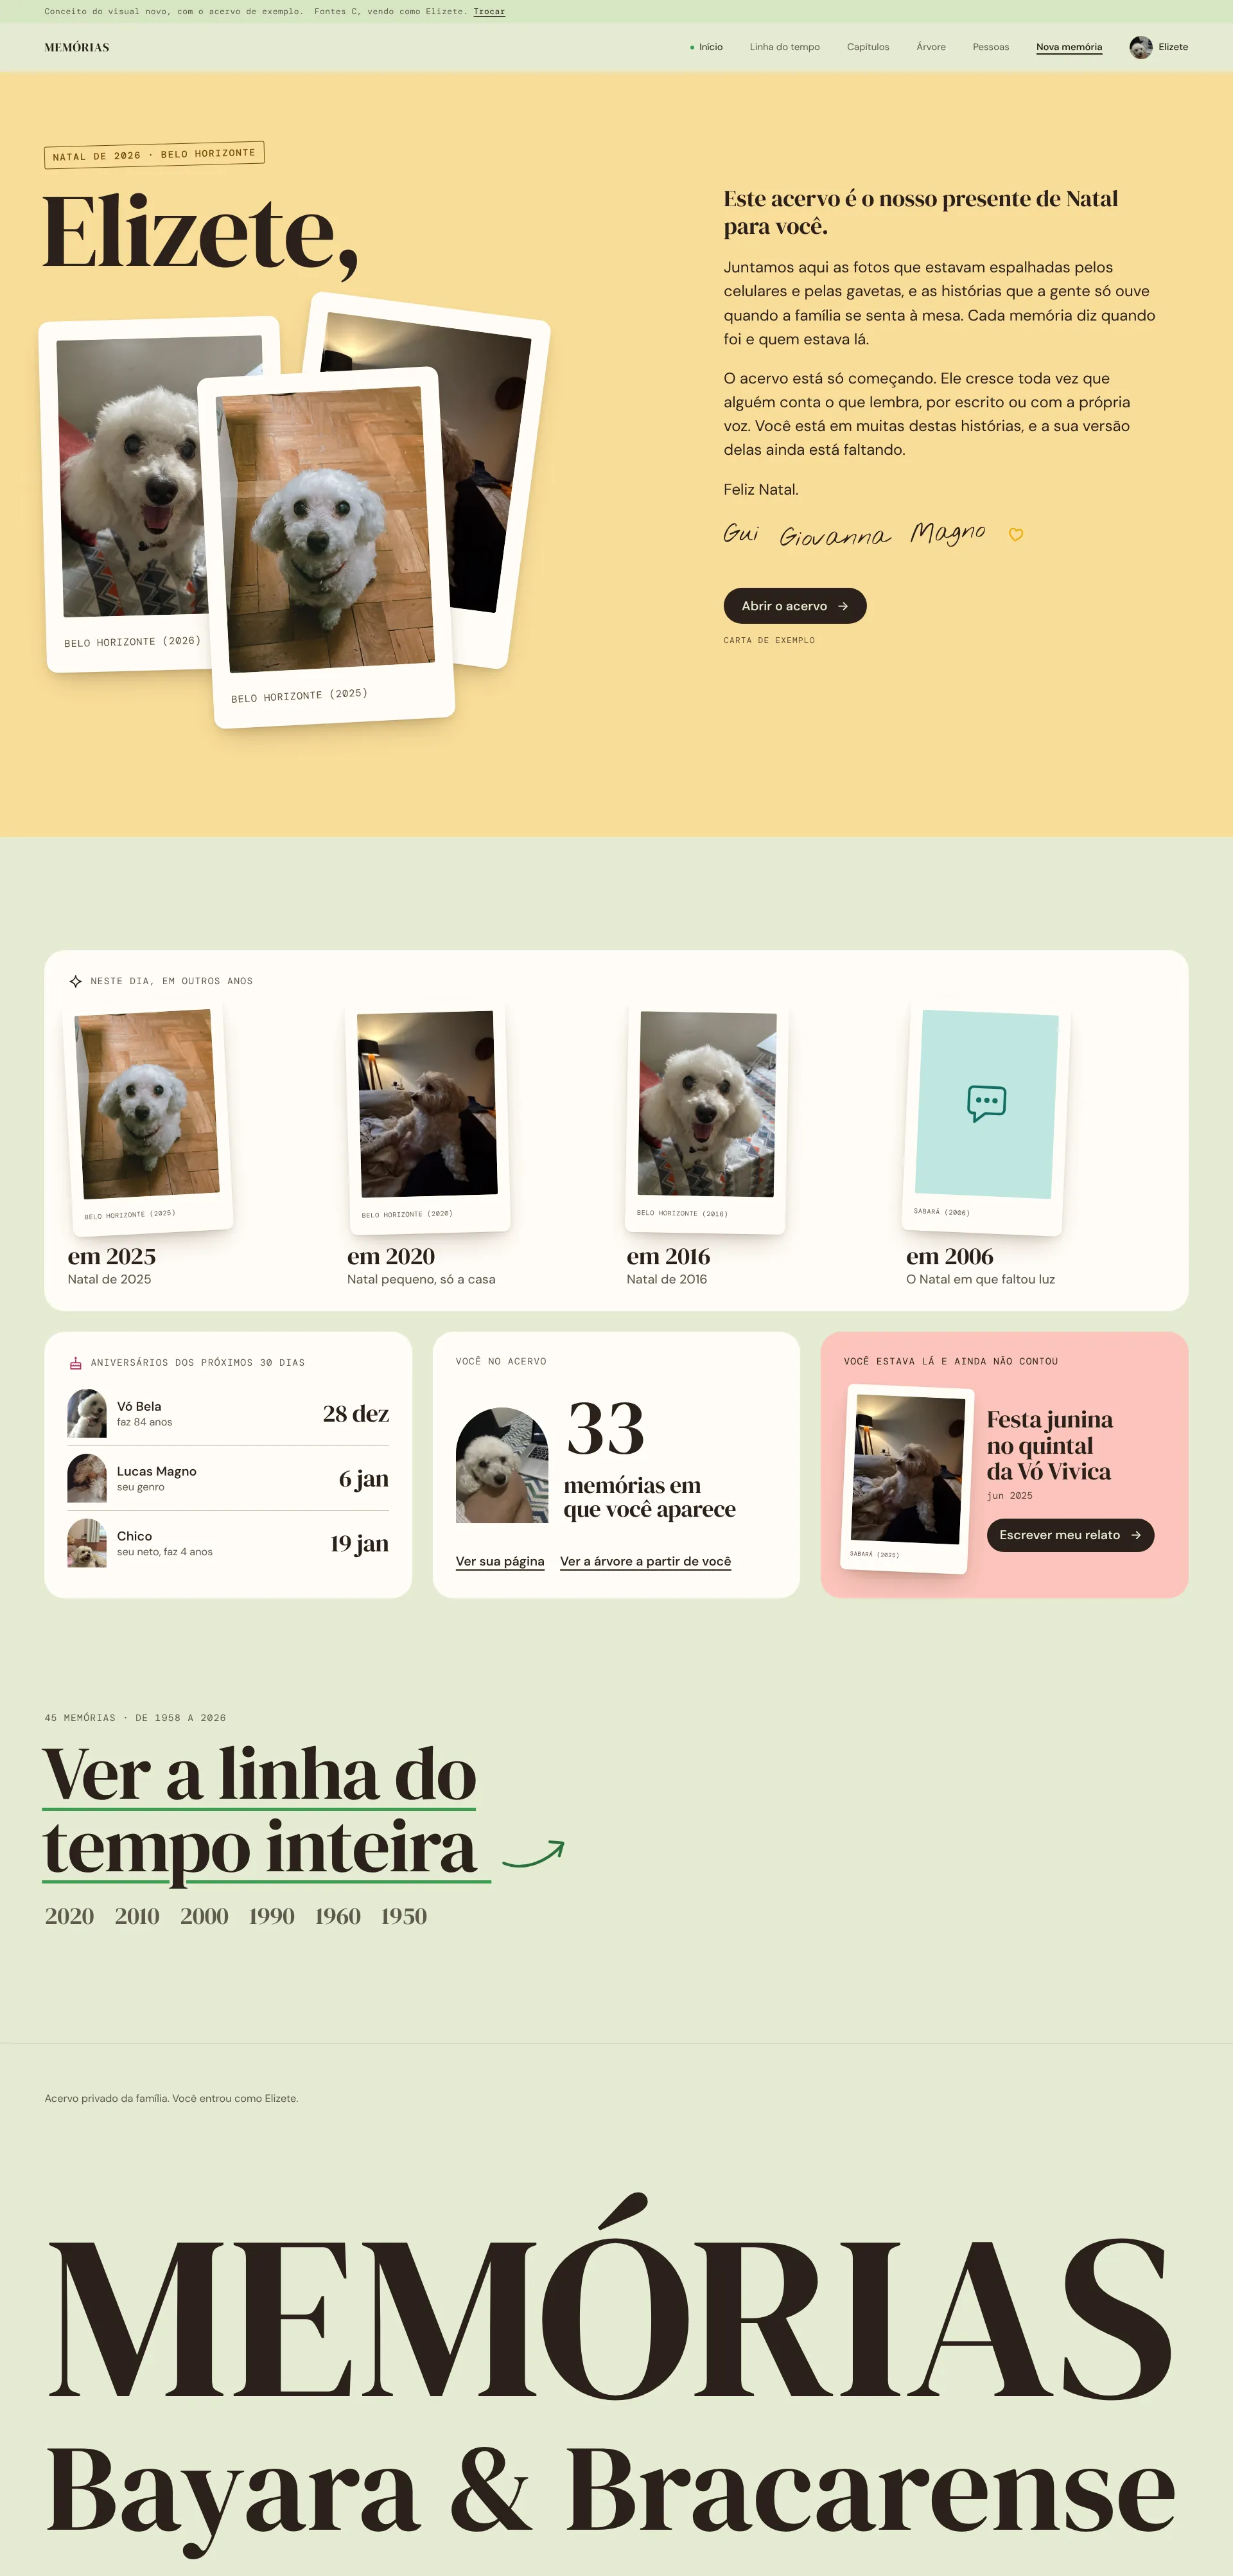 Conceito do visual novo, com o acervo de exemplo. Fontes C, vendo como Elizete. Trocar
MEMÓRIAS
Início Linha do tempo Capítulos Árvore Pessoas Nova memória Elizete
NATAL DE 2026 · BELO HORIZONTE
Elizete,
BELO HORIZONTE (2026)
BELO HORIZONTE (2025)
Este acervo é o nosso presente de Natal
para você.
Juntamos aqui as fotos que estavam espalhadas pelos
celulares e pelas gavetas, e as histórias que a gente só ouve
quando a família se senta à mesa. Cada memória diz quando
foi e quem estava lá.
O acervo está só começando. Ele cresce toda vez que
alguém conta o que lembra, por escrito ou com a própria
voz. Você está em muitas destas histórias, e a sua versão
delas ainda está faltando.
Feliz Natal.
Gui Giovanna Magno
Abrir o acervo →
CARTA DE EXEMPLO
NESTE DIA, EM OUTROS ANOS
BELO HORIZONTE (2025)
em 2025
Natal de 2025
BELO HORIZONTE (2020)
em 2020
Natal pequeno, só a casa
BELO HORIZONTE (2016)
em 2016
Natal de 2016
SABARÁ (2006)
em 2006
O Natal em que faltou luz
ANIVERSÁRIOS DOS PRÓXIMOS 30 DIAS
Vó Bela
faz 84 anos
28 dez
Lucas Magno
seu genro
6 jan
Chico
seu neto, faz 4 anos
19 jan
VOCÊ NO ACERVO
33
memórias em
que você aparece
Ver sua página Ver a árvore a partir de você
VOCÊ ESTAVA LÁ E AINDA NÃO CONTOU
SABARÁ (2025)
Festa junina
no quintal
da Vó Vivica
jun 2025
Escrever meu relato →
45 MEMÓRIAS · DE 1958 A 2026
Ver a linha do
tempo inteira
2020 2010 2000 1990 1960 1950
Acervo privado da família. Você entrou como Elizete.
MEMÓRIAS
Bayara & Bracarense